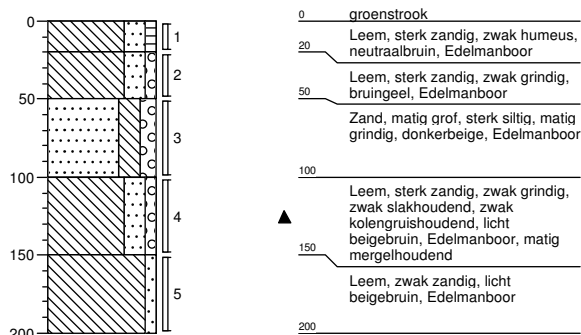 0
50
100
150
200
1
2
3
4
5
0 groenstrook
Leem, sterk zandig, zwak humeus,
20 neutraalbruin, Edelmanboor
Leem, sterk zandig, zwak grindig,
50 bruingeel, Edelmanboor
Zand, matig grof, sterk siltig, matig
grindig, donkerbeige, Edelmanboor
100
Leem, sterk zandig, zwak grindig,
zwak slakhoudend, zwak
kolengruishoudend, licht
beigebruin, Edelmanboor, matig
150 mergelhoudend
Leem, zwak zandig, licht
beigebruin, Edelmanboor
200